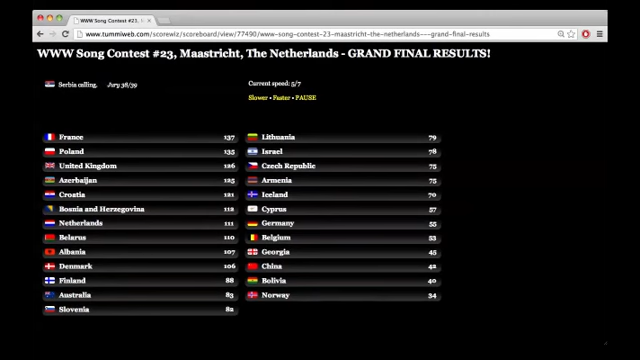 WWW Song Contest #23, Maastricht, The
www.tummiweb.com/scorewiz/scoreboard/view/77490/www-song-contest-23-maastricht-the-netherlands---grand-final-results
WWW Song Contest #23, Maastricht, The Netherlands - GRAND FINAL RESULTS!
Serbia calling. Jury 38/39
Current speed: 5/7
Slower • Faster • PAUSE
France 137
Poland 135
United Kingdom 126
Azerbaijan 125
Croatia 121
Bosnia and Herzegovina 112
Netherlands 111
Belarus 110
Albania 107
Denmark 106
Finland 88
Australia 83
Slovenia 82
Lithuania 79
Israel 78
Czech Republic 75
Armenia 75
Iceland 70
Cyprus 57
Germany 55
Belgium 53
Georgia 45
China 42
Bolivia 40
Norway 34